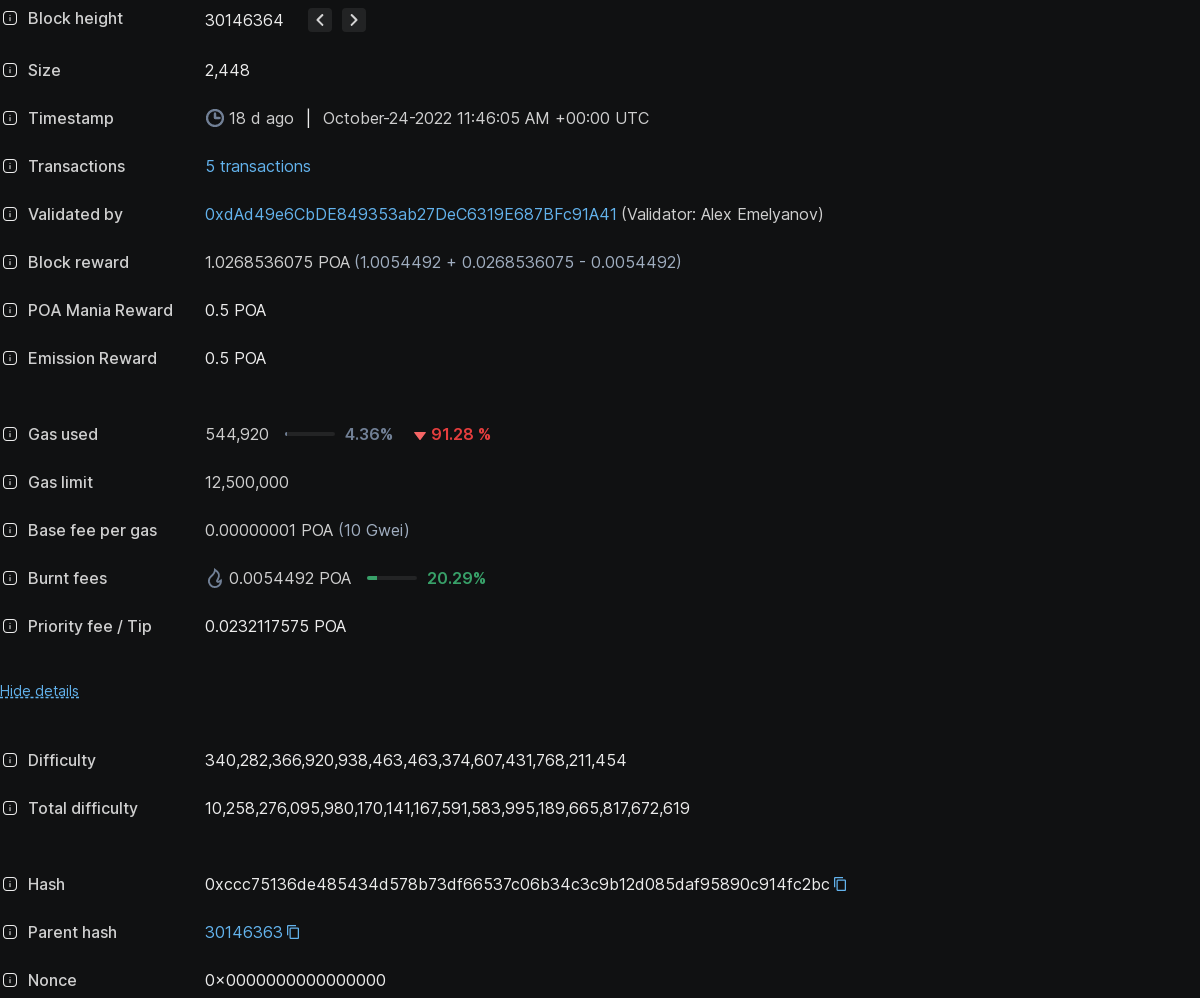 Block height 30146364
Size 2,448
Timestamp 18 d ago | October-24-2022 11:46:05 AM +00:00 UTC
Transactions 5 transactions
Validated by 0xdAd49e6CbDE849353ab27DeC6319E687BFc91A41 (Validator: Alex Emelyanov)
Block reward 1.0268536075 POA (1.0054492 + 0.0268536075 - 0.0054492)
POA Mania Reward 0.5 POA
Emission Reward 0.5 POA
Gas used 544,920 4.36% 91.28 %
Gas limit 12,500,000
Base fee per gas 0.00000001 POA (10 Gwei)
Burnt fees 0.0054492 POA 20.29%
Priority fee / Tip 0.0232117575 POA
Hide details
Difficulty 340,282,366,920,938,463,463,374,607,431,768,211,454
Total difficulty 10,258,276,095,980,170,141,167,591,583,995,189,665,817,672,619
Hash 0xccc75136de485434d578b73df66537c06b34c3c9b12d085daf95890c914fc2bc
Parent hash 30146363
Nonce 0x0000000000000000